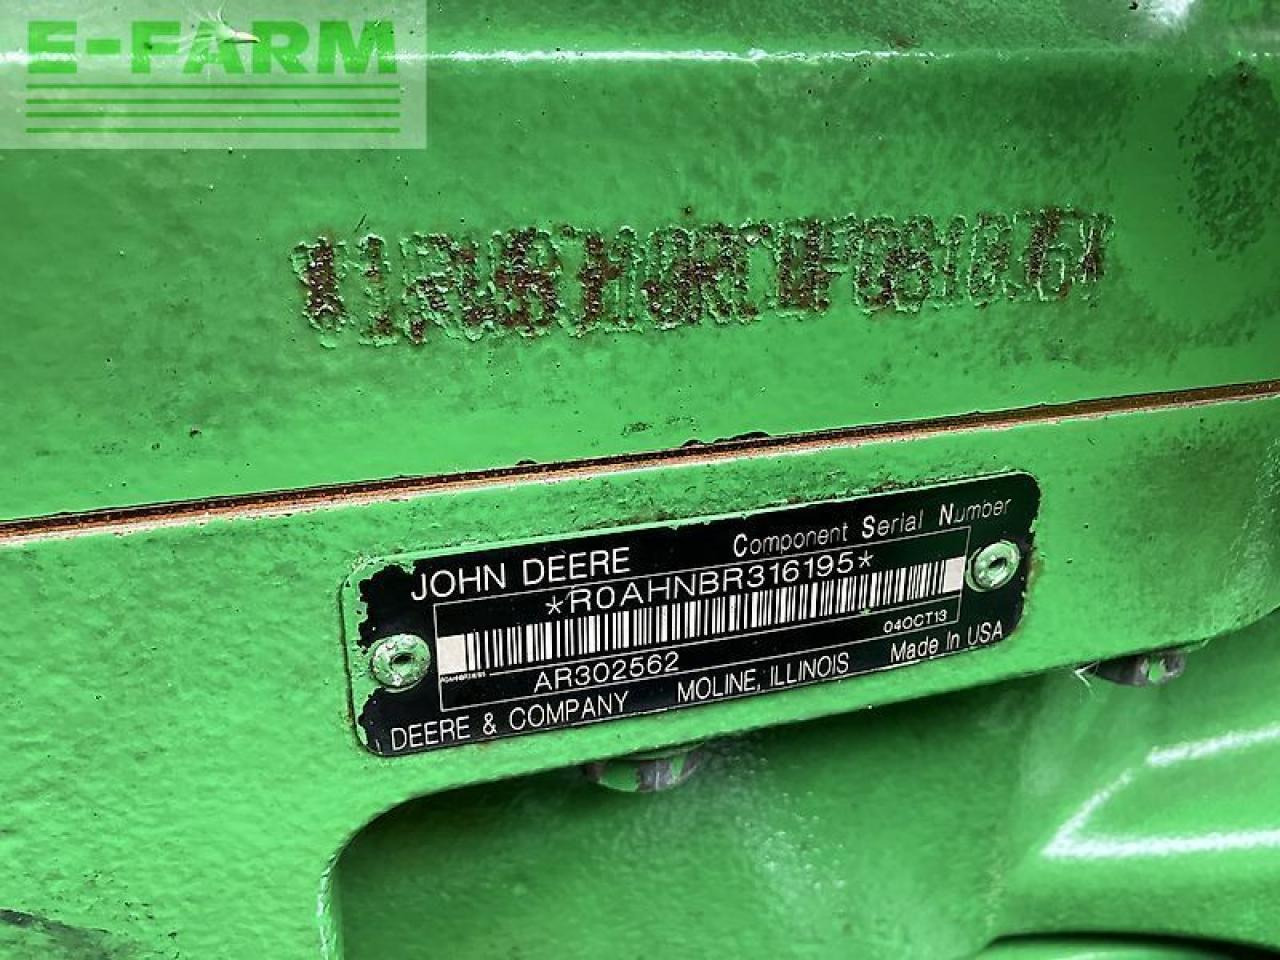 E-FARM
JOHN DEERE Component Serial Number
*R0AHNBR316195*
AR302562 04OCT13
DEERE & COMPANY MOLINE, ILLINOIS Made In USA